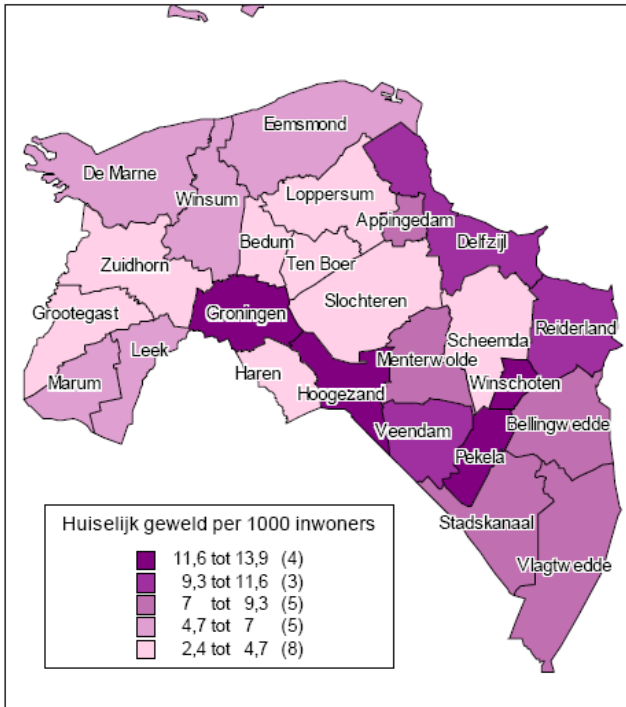 Eemsmond
De Marne
Winsum
Loppersum
Appingedam
Bedum
Delfzijl
Zuidhorn
Ten Boer
Slochteren
Grootegast
Groningen
Reiderland
Scheemda
Leek
Menterwolde
Haren
Marum
Winschoten
Hoogezand
Bellingwedde
Veendam
Pekela
Stadskanaal
Vlagtwedde
Huiselijk geweld per 1000 inwoners
11,6 tot 13,9 (4)
9,3 tot 11,6 (3)
7 tot 9,3 (5)
4,7 tot 7 (5)
2,4 tot 4,7 (8)